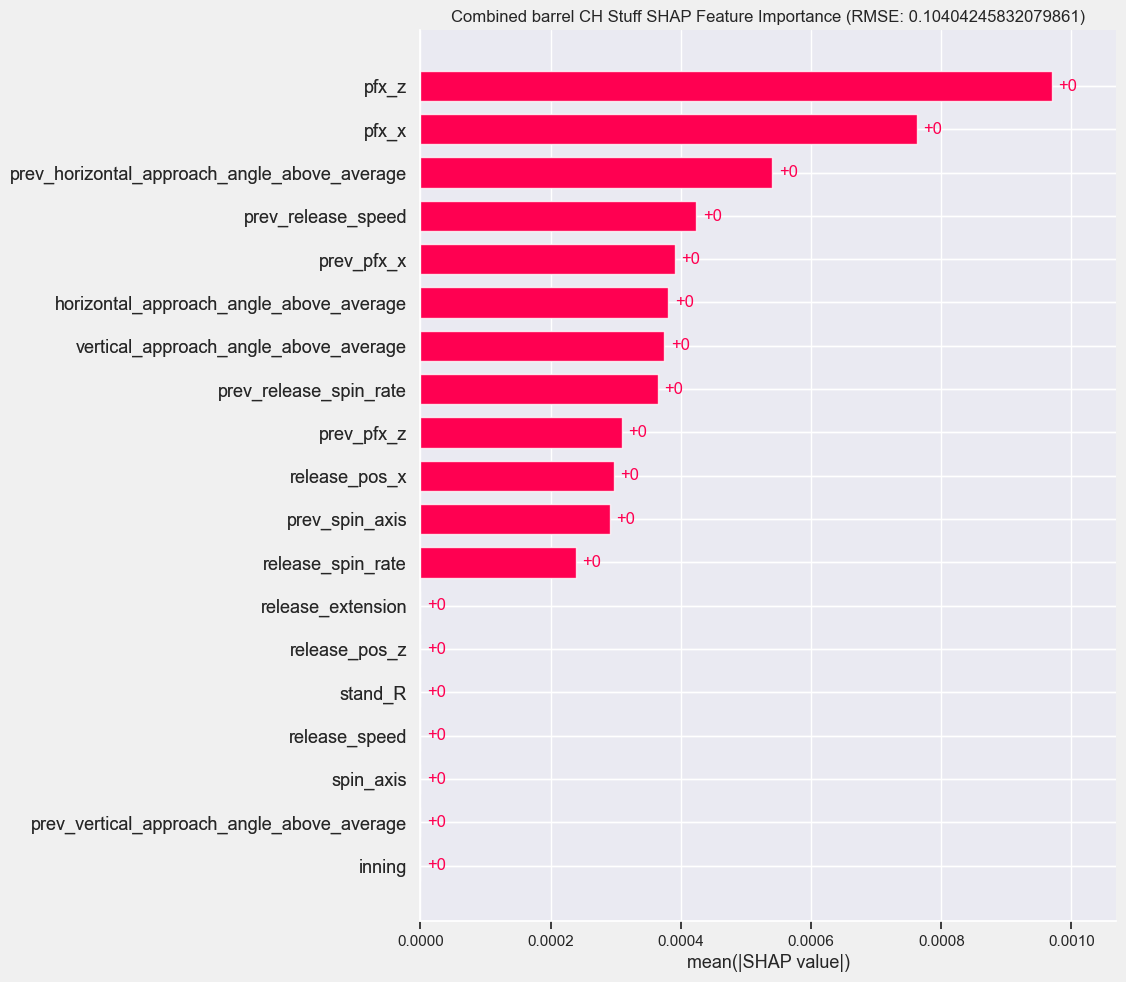 Combined barrel CH Stuff SHAP Feature Importance (RMSE: 0.10404245832079861)
pfx_z +0
pfx_x +0
prev_horizontal_approach_angle_above_average +0
prev_release_speed +0
prev_pfx_x +0
horizontal_approach_angle_above_average +0
vertical_approach_angle_above_average +0
prev_release_spin_rate +0
prev_pfx_z +0
release_pos_x +0
prev_spin_axis +0
release_spin_rate +0
release_extension +0
release_pos_z +0
stand_R +0
release_speed +0
spin_axis +0
prev_vertical_approach_angle_above_average +0
inning +0
0.0000 0.0002 0.0004 0.0006 0.0008 0.0010
mean(|SHAP value|)